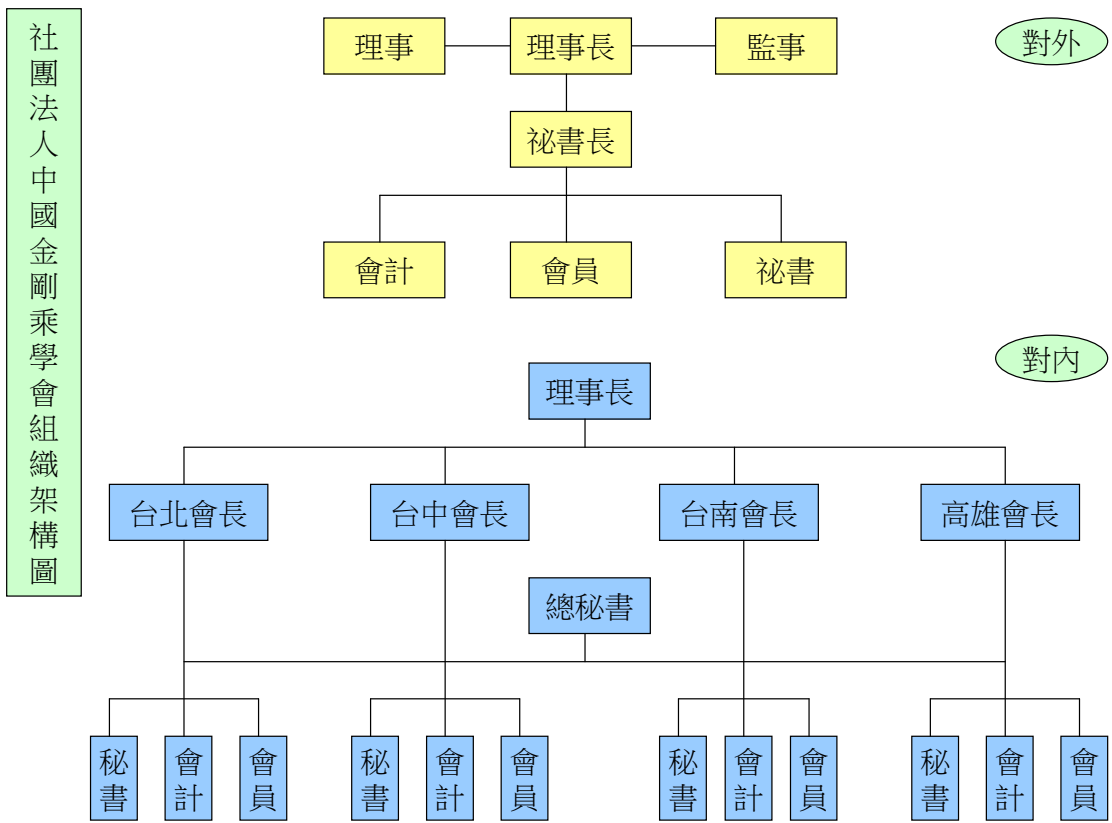 社團法人中國金剛乘學會組織架構圖
理事
理事長
監事
對外
祕書長
會計
會員
祕書
對內
理事長
台北會長
台中會長
台南會長
高雄會長
總秘書
秘書
會計
會員
秘書
會計
會員
秘書
會計
會員
秘書
會計
會員